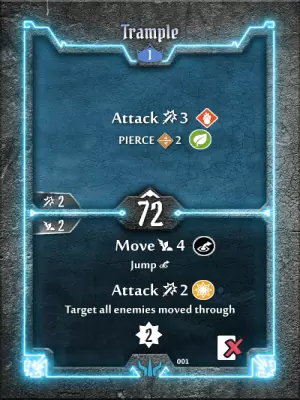 Trample
1
Attack 3
PIERCE 2
2
72
2
Move 4
Jump
Attack 2
Target all enemies moved through
2
001